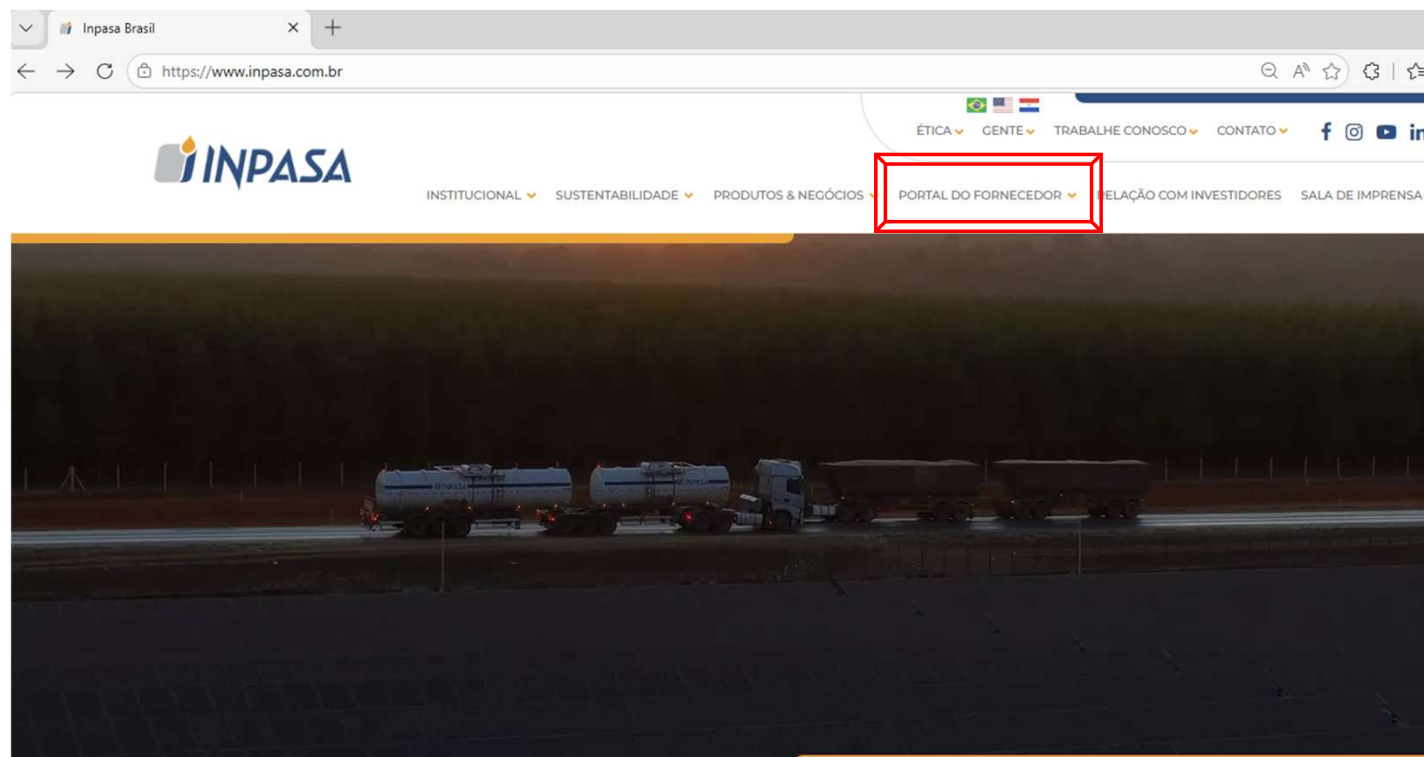 Inpasa Brasil
https://www.inpasa.com.br
ÉTICA GENTE TRABALHE CONOSCO CONTATO
INPASA
INSTITUCIONAL SUSTENTABILIDADE PRODUTOS & NEGÓCIOS PORTAL DO FORNECEDOR RELAÇÃO COM INVESTIDORES SALA DE IMPRENSA
INPASA